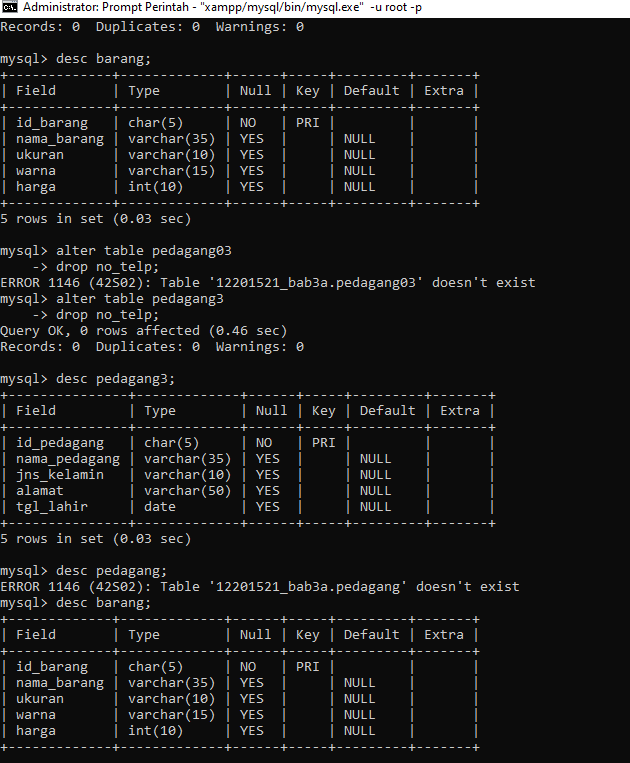 Administrator: Prompt Perintah - "xampp/mysql/bin/mysql.exe"  -u root -p
Records: 0  Duplicates: 0  Warnings: 0

mysql> desc barang;
+-------------+-------------+------+-----+---------+-------+
| Field       | Type        | Null | Key | Default | Extra |
+-------------+-------------+------+-----+---------+-------+
| id_barang   | char(5)     | NO   | PRI |         |       |
| nama_barang | varchar(35) | YES  |     | NULL    |       |
| ukuran      | varchar(10) | YES  |     | NULL    |       |
| warna       | varchar(15) | YES  |     | NULL    |       |
| harga       | int(10)     | YES  |     | NULL    |       |
+-------------+-------------+------+-----+---------+-------+
5 rows in set (0.03 sec)

mysql> alter table pedagang03
    -> drop no_telp;
ERROR 1146 (42S02): Table '12201521_bab3a.pedagang03' doesn't exist
mysql> alter table pedagang3
    -> drop no_telp;
Query OK, 0 rows affected (0.46 sec)
Records: 0  Duplicates: 0  Warnings: 0

mysql> desc pedagang3;
+---------------+-------------+------+-----+---------+-------+
| Field         | Type        | Null | Key | Default | Extra |
+---------------+-------------+------+-----+---------+-------+
| id_pedagang   | char(5)     | NO   | PRI |         |       |
| nama_pedagang | varchar(35) | YES  |     | NULL    |       |
| jns_kelamin   | varchar(10) | YES  |     | NULL    |       |
| alamat        | varchar(50) | YES  |     | NULL    |       |
| tgl_lahir     | date        | YES  |     | NULL    |       |
+---------------+-------------+------+-----+---------+-------+
5 rows in set (0.03 sec)

mysql> desc pedagang;
ERROR 1146 (42S02): Table '12201521_bab3a.pedagang' doesn't exist
mysql> desc barang;
+-------------+-------------+------+-----+---------+-------+
| Field       | Type        | Null | Key | Default | Extra |
+-------------+-------------+------+-----+---------+-------+
| id_barang   | char(5)     | NO   | PRI |         |       |
| nama_barang | varchar(35) | YES  |     | NULL    |       |
| ukuran      | varchar(10) | YES  |     | NULL    |       |
| warna       | varchar(15) | YES  |     | NULL    |       |
| harga       | int(10)     | YES  |     | NULL    |       |
+-------------+-------------+------+-----+---------+-------+